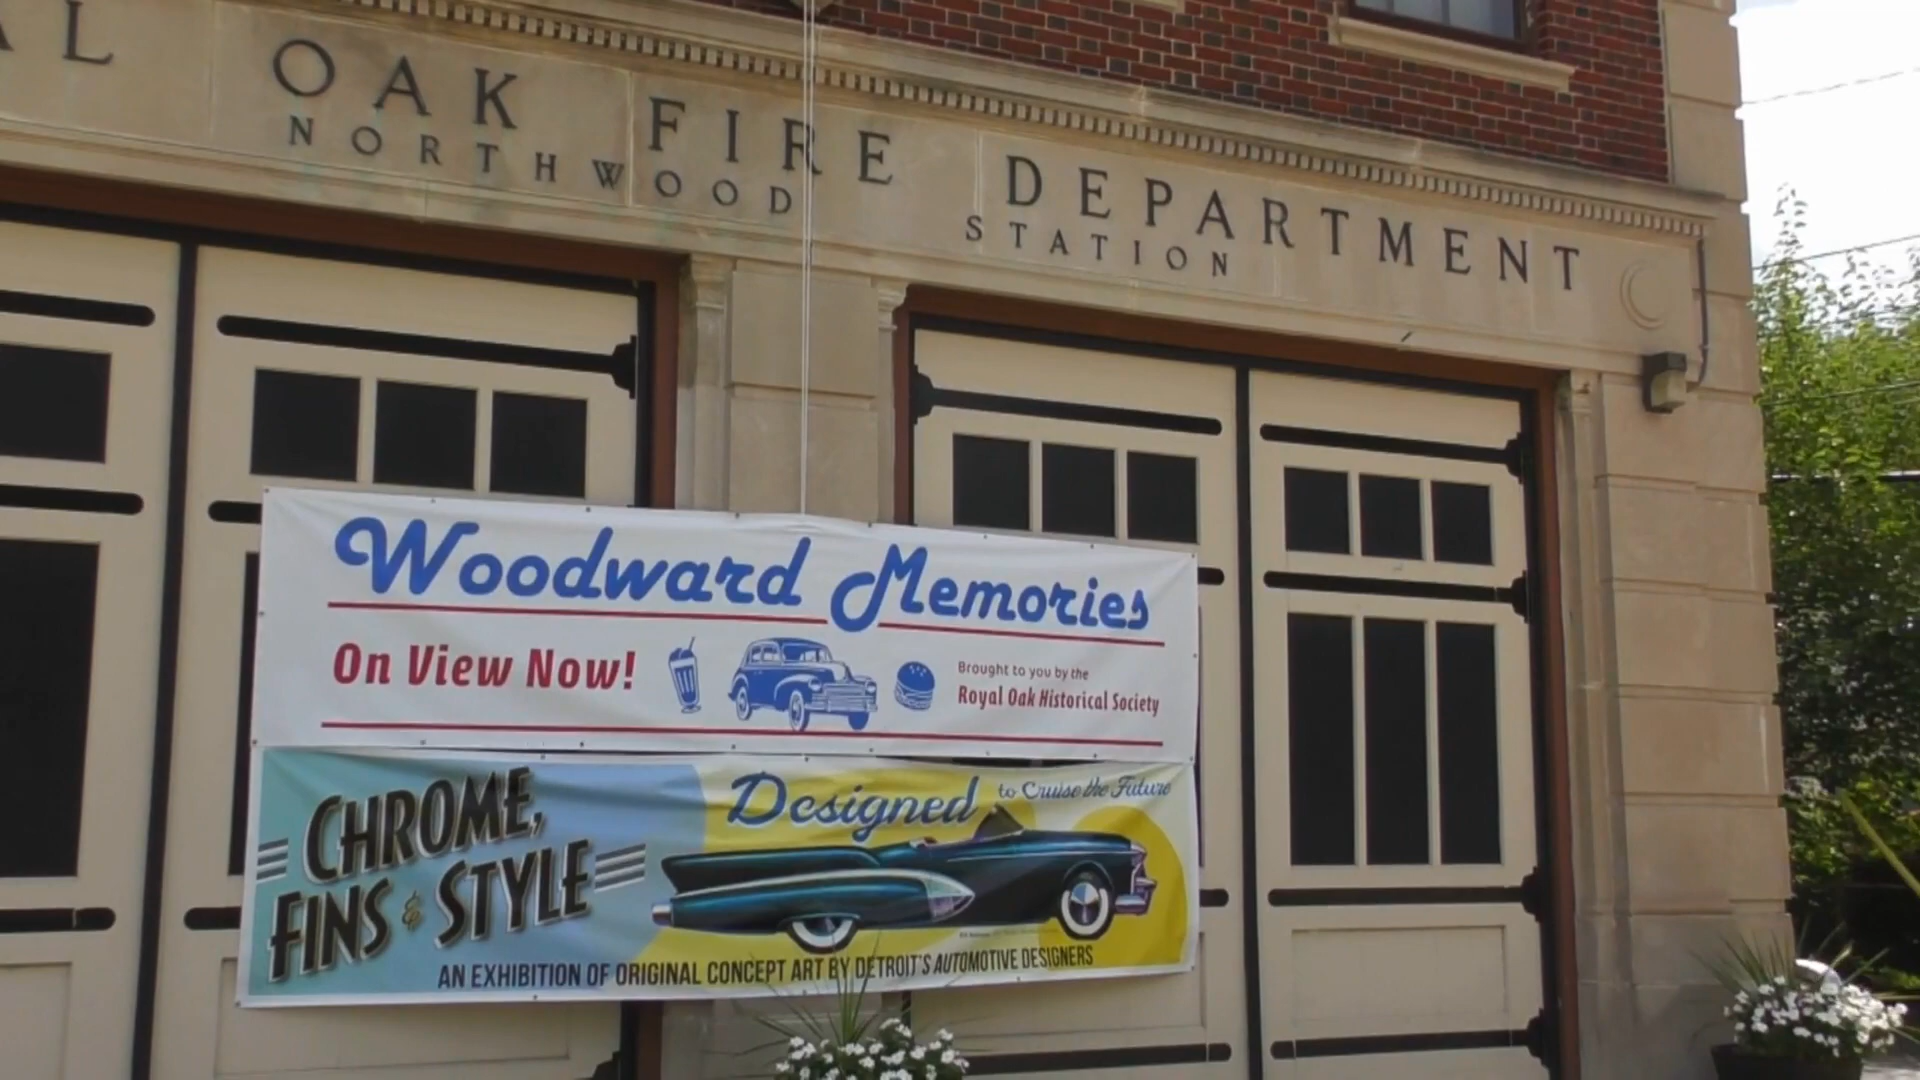 AL OAK FIRE DEPARTMENT
NORTHWOOD STATION
Woodward Memories
On View Now!
Brought to you by the
Royal Oak Historical Society
CHROME,
FINS & STYLE
Designed to Cruise the Future
AN EXHIBITION OF ORIGINAL CONCEPT ART BY DETROIT'S AUTOMOTIVE DESIGNERS